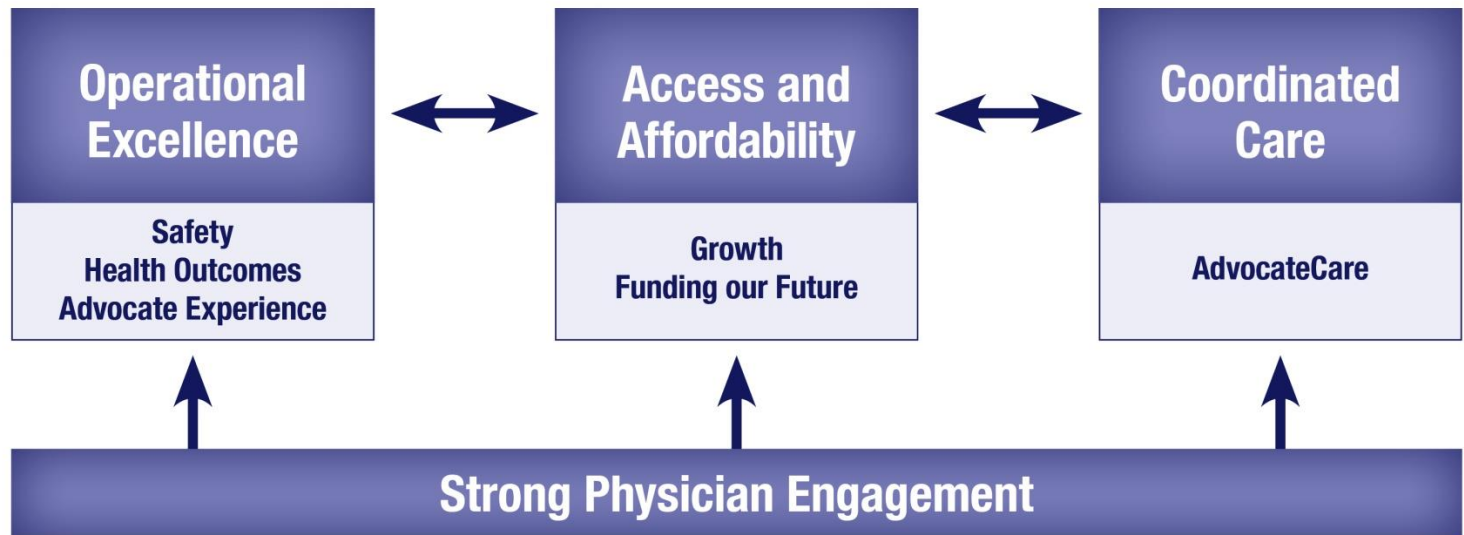 Operational
Excellence
Safety
Health Outcomes
Advocate Experience
Access and
Affordability
Growth
Funding our Future
Coordinated
Care
AdvocateCare
Strong Physician Engagement